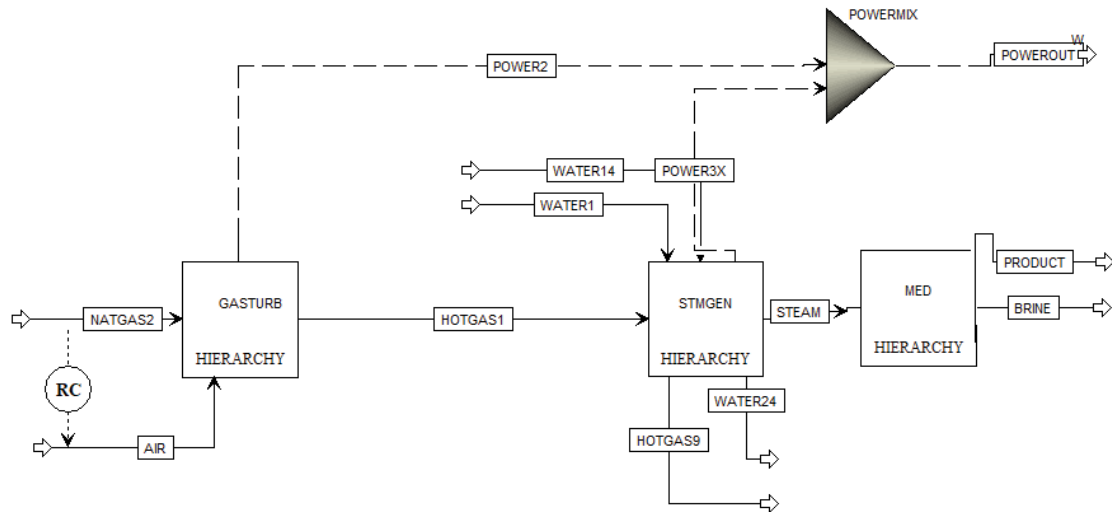 POWERMIX
W
POWER2
POWEROUT
WATER14
POWER3X
WATER1
GASTURB
HIERARCHY
NATGAS2
HOTGAS1
STMGEN
HIERARCHY
STEAM
MED
HIERARCHY
PRODUCT
BRINE
RC
AIR
WATER24
HOTGAS9